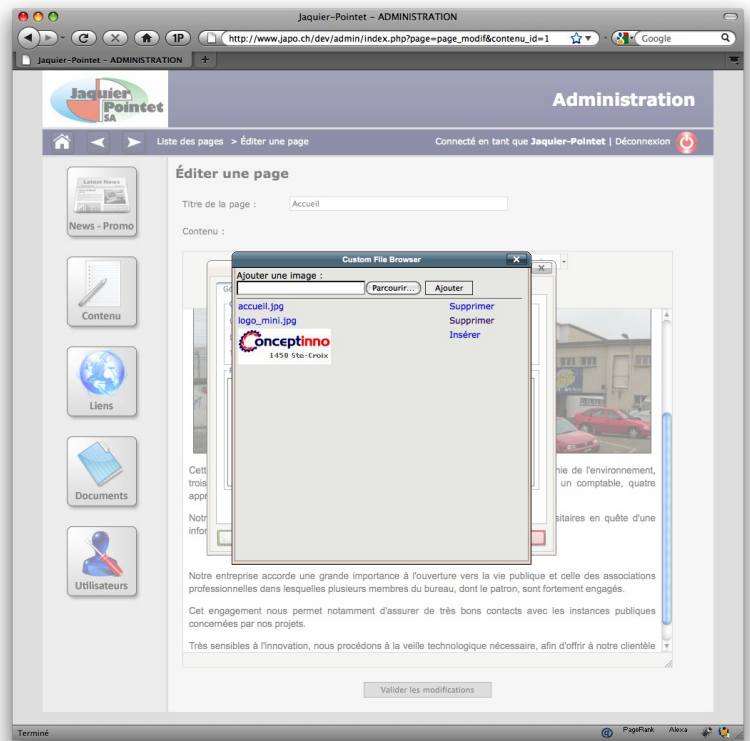 Jaquier-Pointet – ADMINISTRATION
1P
http://www.japo.ch/dev/admin/index.php?page=page_modif&contenu_id=1
Google
Jaquier-Pointet – ADMINISTRATION
Jaquier
Pointet
SA
Administration
Liste des pages > Éditer une page
Connecté en tant que Jaquier-Pointet | Déconnexion
Latest News
News - Promo
Contenu
Liens
Documents
Utilisateurs
Éditer une page
Titre de la page :
Accueil
Contenu :
Custom File Browser
Ajouter une image :
Parcourir...
Ajouter
accueil.jpg
Supprimer
logo_mini.jpg
Supprimer
Conceptinno
1450 Ste-Croix
Insérer
nie de l'environnement,
trois
un comptable, quatre
appr
Notr
sitaires en quête d'une
infor
Notre entreprise accorde une grande importance à l'ouverture vers la vie publique et celle des associations
professionnelles dans lesquelles plusieurs membres du bureau, dont le patron, sont fortement engagés.
Cet engagement nous permet notamment d'assurer de très bons contacts avec les instances publiques
concernées par nos projets.
Très sensibles à l'innovation, nous procédons à la veille technologique nécessaire, afin d'offrir à notre clientèle
Valider les modifications
Terminé
PageRank
Alexa